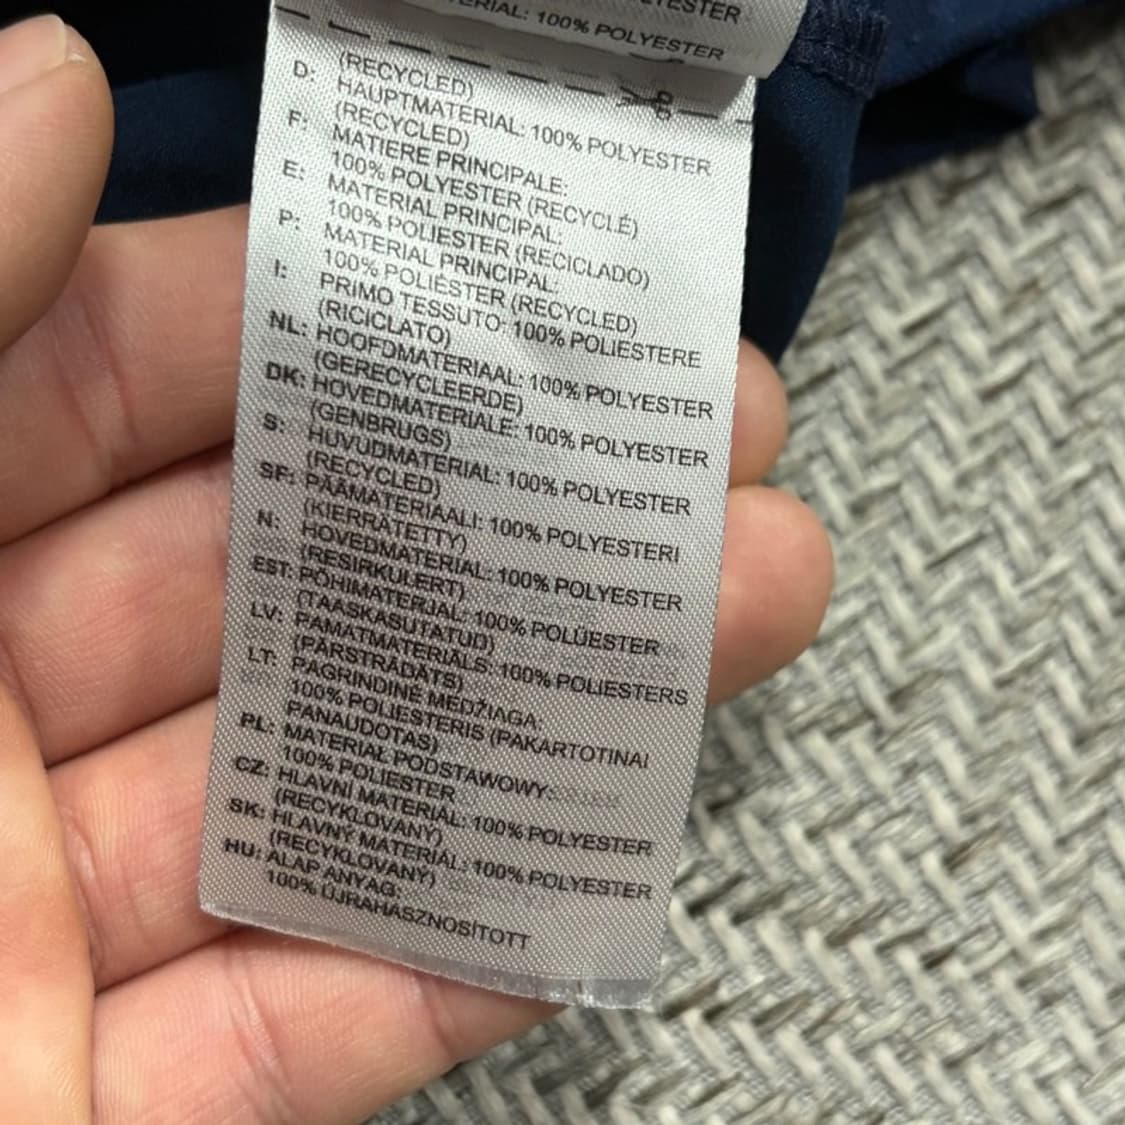 POLYESTER
ERIAL: 100% POLYESTER
(RECYCLED)
D: HAUPTMATERIAL: 100% POLYESTER
(RECYCLED)
F: MATIERE PRINCIPALE:
100% POLYESTER (RECYCLÉ)
E: MATERIAL PRINCIPAL:
100% POLIESTER (RECICLADO)
P: MATERIAL PRINCIPAL:
100% POLIÉSTER (RECYCLED)
I: PRIMO TESSUTO: 100% POLIESTERE
(RICICLATO)
NL: HOOFDMATERIAAL: 100% POLYESTER
(GERECYCLEERDE)
DK: HOVEDMATERIALE: 100% POLYESTER
(GENBRUGS)
S: HUVUDMATERIAL: 100% POLYESTER
(RECYCLED)
SF: PÄÄMATERIAALI: 100% POLYESTERI
(KIERRÄTETTY)
N: HOVEDMATERIAL: 100% POLYESTER
(RESIRKULERT)
EST: PÕHIMATERJAL: 100% POLÜESTER
(TAASKASUTATUD)
LV: PAMATMATERIĀLS: 100% POLIESTERS
(PĀRSTRĀDĀTS)
LT: PAGRINDINĖ MEDŽIAGA:
100% POLIESTERIS (PAKARTOTINAI
PANAUDOTAS)
PL: MATERIAŁ PODSTAWOWY:
100% POLIESTER
CZ: HLAVNÍ MATERIÁL: 100% POLYESTER
(RECYKLOVANÝ)
SK: HLAVNÝ MATERIÁL: 100% POLYESTER
(RECYKLOVANÝ)
HU: ALAP ANYAG:
100% ÚJRAHASZNOSÍTOTT